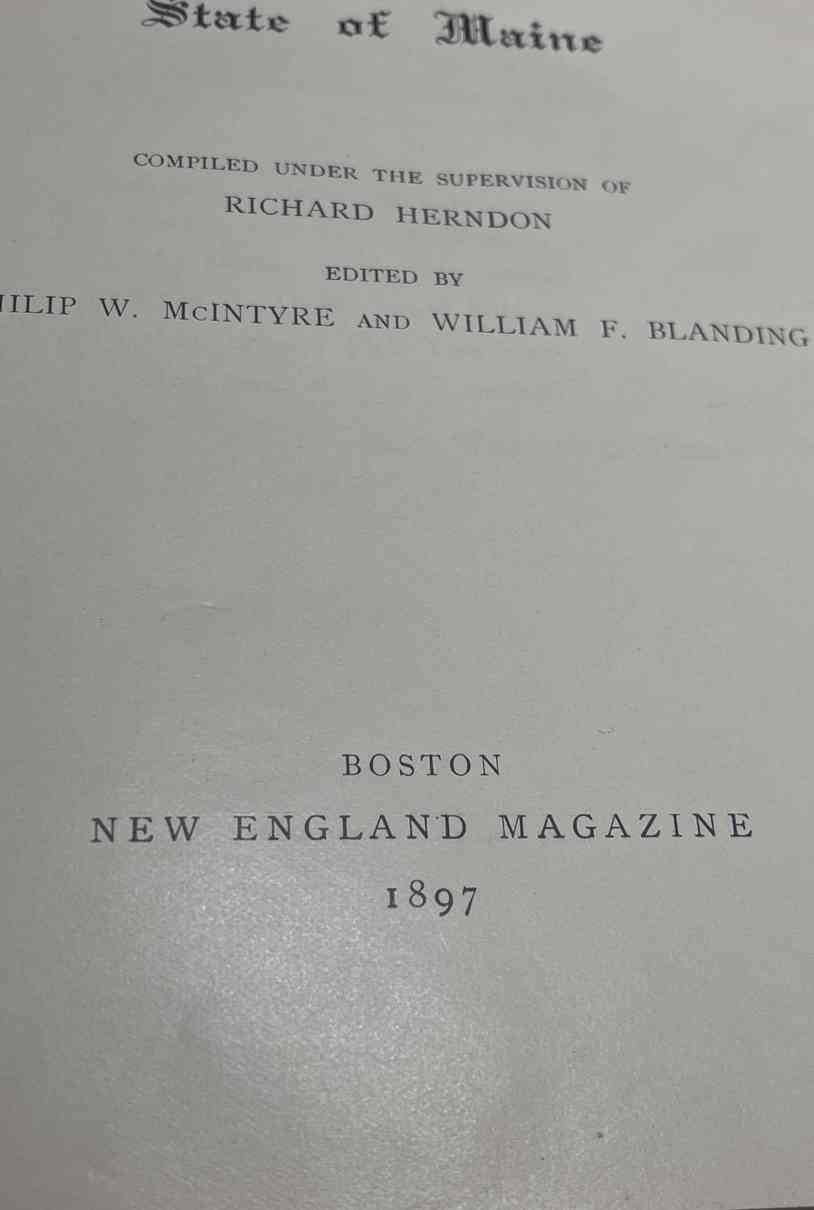 State of Maine
COMPILED UNDER THE SUPERVISION OF
RICHARD HERNDON
EDITED BY
HILIP W. McINTYRE AND WILLIAM F. BLANDING
BOSTON
NEW ENGLAND MAGAZINE
1897